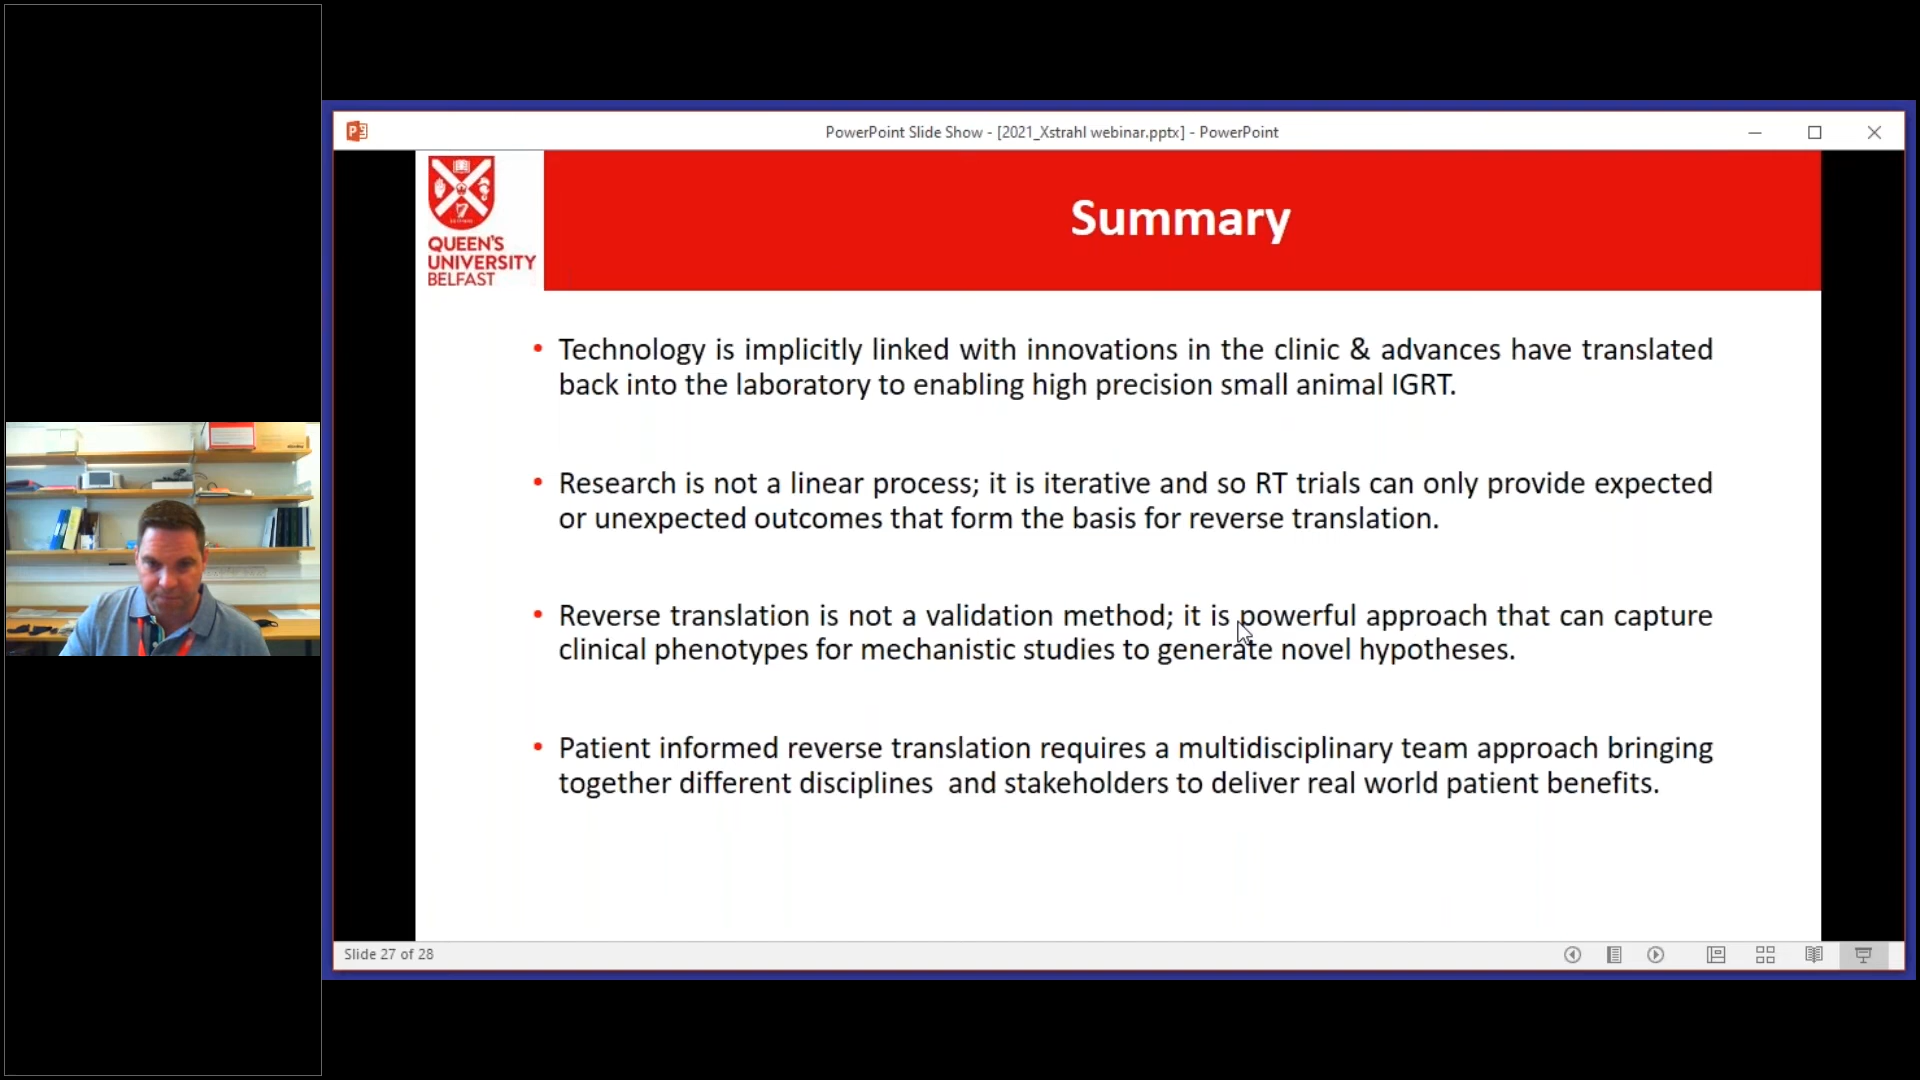 PowerPoint Slide Show - [2021_Xstrahl webinar.pptx] - PowerPoint
QUEEN'S
UNIVERSITY
BELFAST
Summary
• Technology is implicitly linked with innovations in the clinic & advances have translated
back into the laboratory to enabling high precision small animal IGRT.
• Research is not a linear process; it is iterative and so RT trials can only provide expected
or unexpected outcomes that form the basis for reverse translation.
• Reverse translation is not a validation method; it is powerful approach that can capture
clinical phenotypes for mechanistic studies to generate novel hypotheses.
• Patient informed reverse translation requires a multidisciplinary team approach bringing
together different disciplines  and stakeholders to deliver real world patient benefits.
Slide 27 of 28